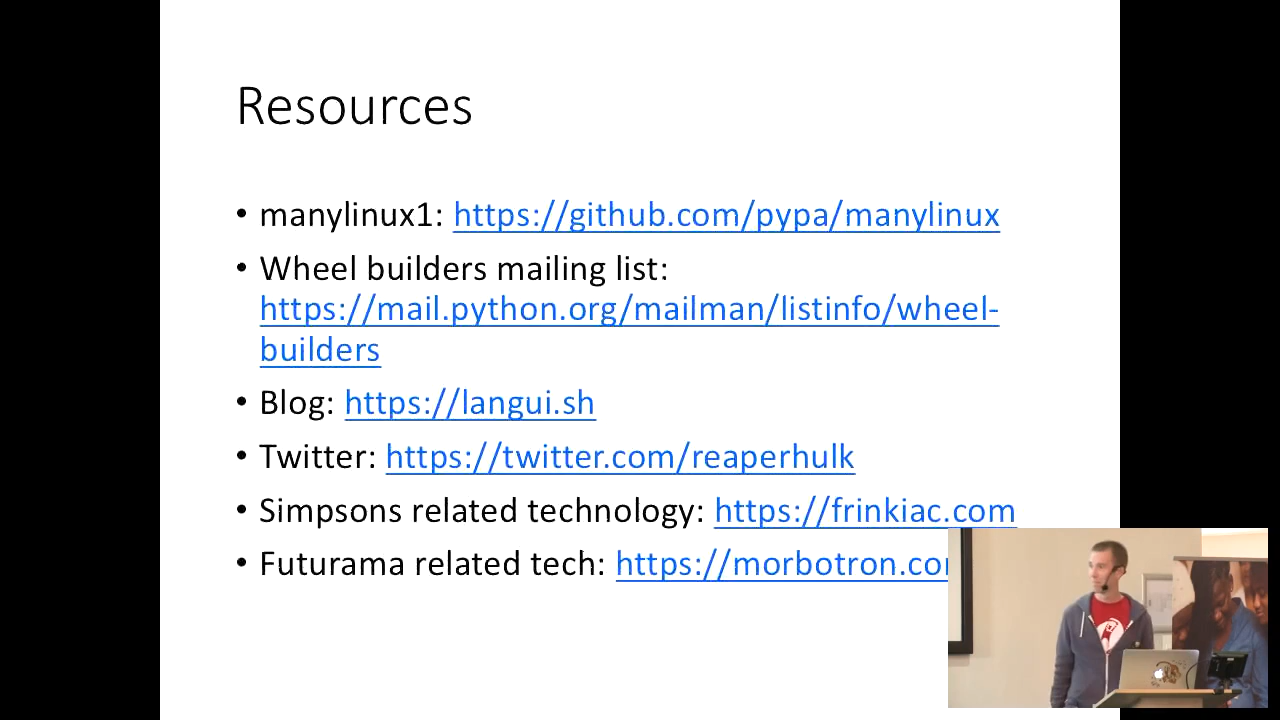 Resources
• manylinux1: https://github.com/pypa/manylinux
• Wheel builders mailing list:
https://mail.python.org/mailman/listinfo/wheel-
builders
• Blog: https://langui.sh
• Twitter: https://twitter.com/reaperhulk
• Simpsons related technology: https://frinkiac.com
• Futurama related tech: https://morbotron.co